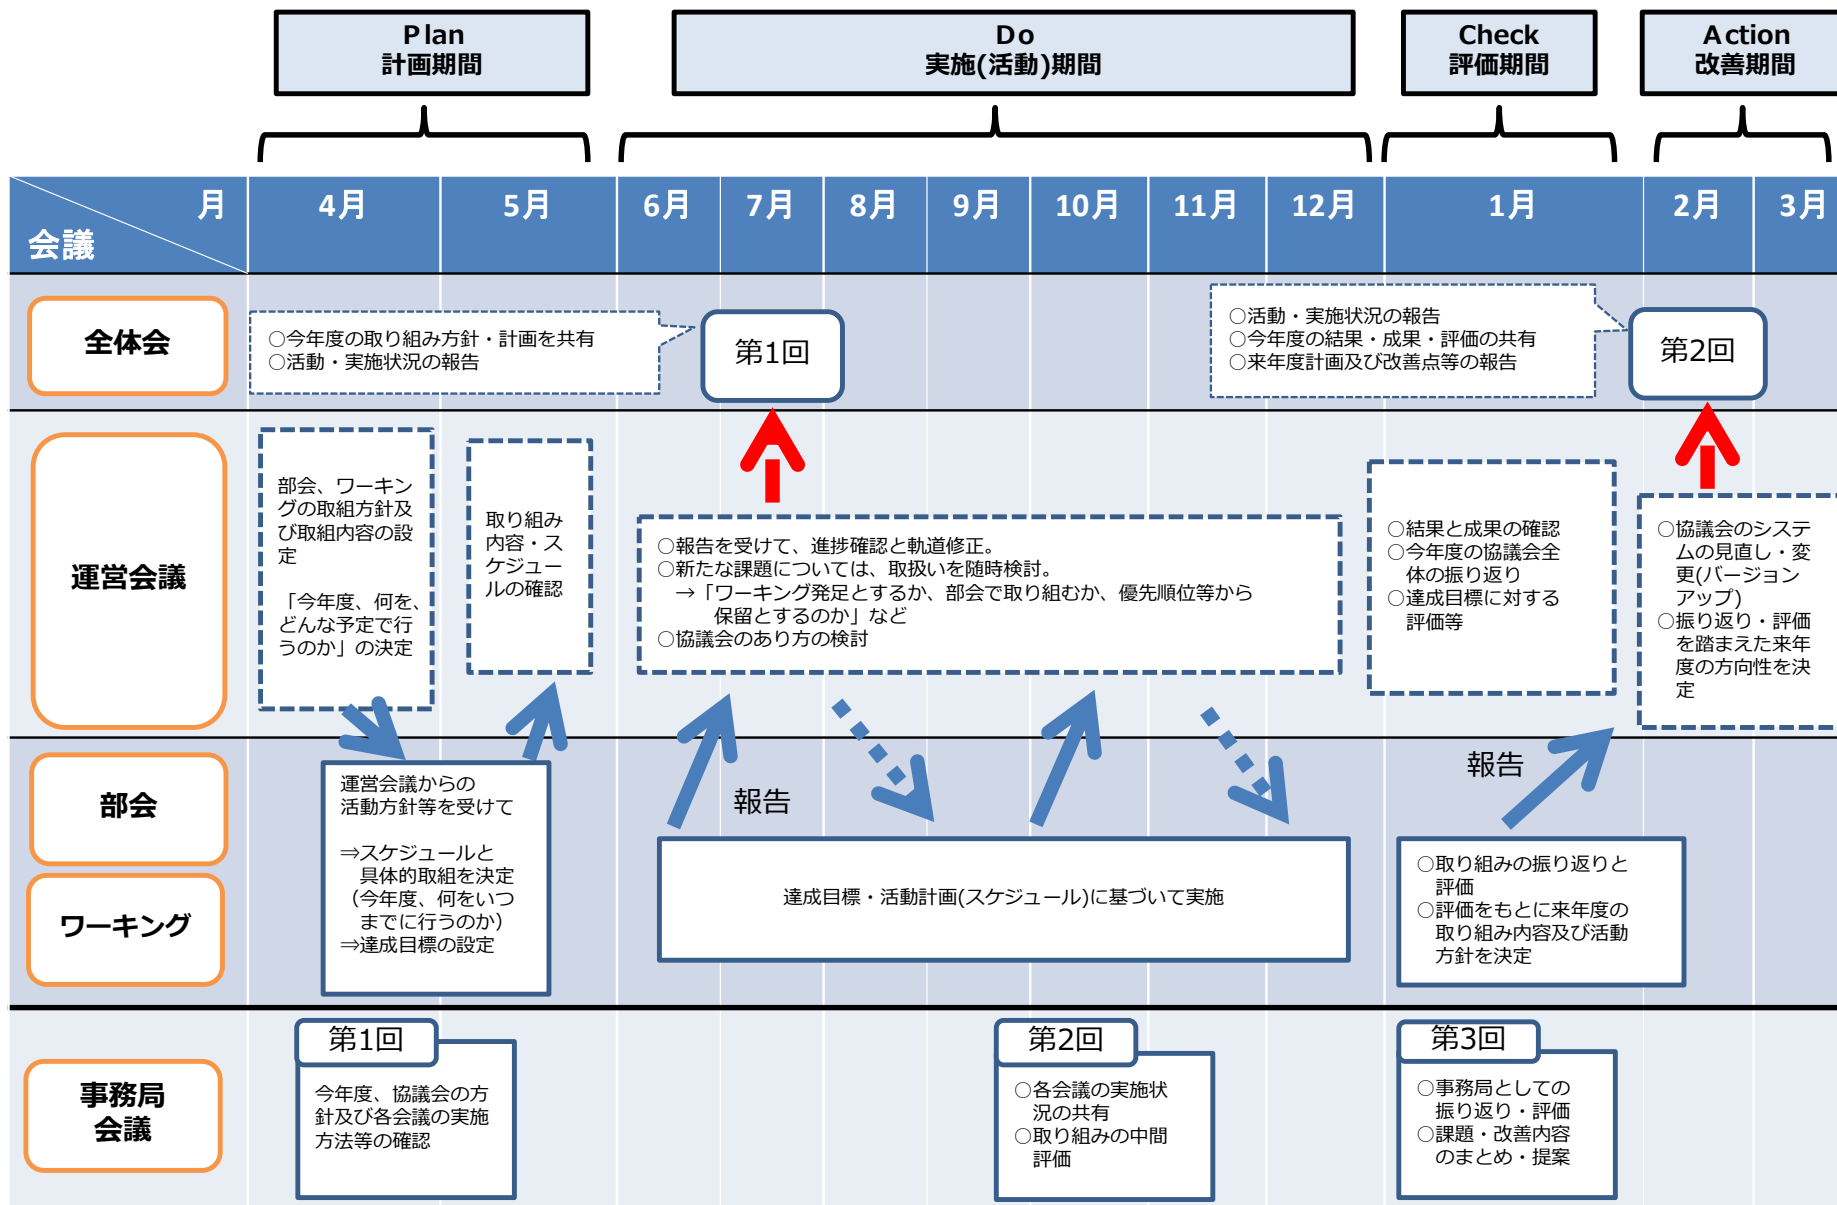 Plan
計画期間
Do
実施(活動)期間
Check
評価期間
Action
改善期間
月
会議
4月
5月
6月
7月
8月
9月
10月
11月
12月
1月
2月
3月
全体会
○今年度の取り組み方針・計画を共有
○活動・実施状況の報告
第1回
○活動・実施状況の報告
○今年度の結果・成果・評価の共有
○来年度計画及び改善点等の報告
第2回
運営会議
部会、ワーキン
グの取組方針及
び取組内容の設
定
「今年度、何を、
どんな予定で行
うのか」の決定
取り組み
内容・ス
ケジュー
ルの確認
○報告を受けて、進捗確認と軌道修正。
○新たな課題については、取扱いを随時検討。
→「ワーキング発足とするか、部会で取り組むか、優先順位等から
保留とするのか」など
○協議会のあり方の検討
○結果と成果の確認
○今年度の協議会全
体の振り返り
○達成目標に対する
評価等
○協議会のシステ
ムの見直し・変
更(バージョン
アップ)
○振り返り・評価
を踏まえた来年
度の方向性を決
定
部会
ワーキング
運営会議からの
活動方針等を受けて
⇒スケジュールと
具体的取組を決定
（今年度、何をいつ
までに行うのか）
⇒達成目標の設定
報告
達成目標・活動計画(スケジュール)に基づいて実施
報告
○取り組みの振り返りと
評価
○評価をもとに来年度の
取り組み内容及び活動
方針を決定
事務局
会議
第1回
今年度、協議会の方
針及び各会議の実施
方法等の確認
第2回
○各会議の実施状
況の共有
○取り組みの中間
評価
第3回
○事務局としての
振り返り・評価
○課題・改善内容
のまとめ・提案